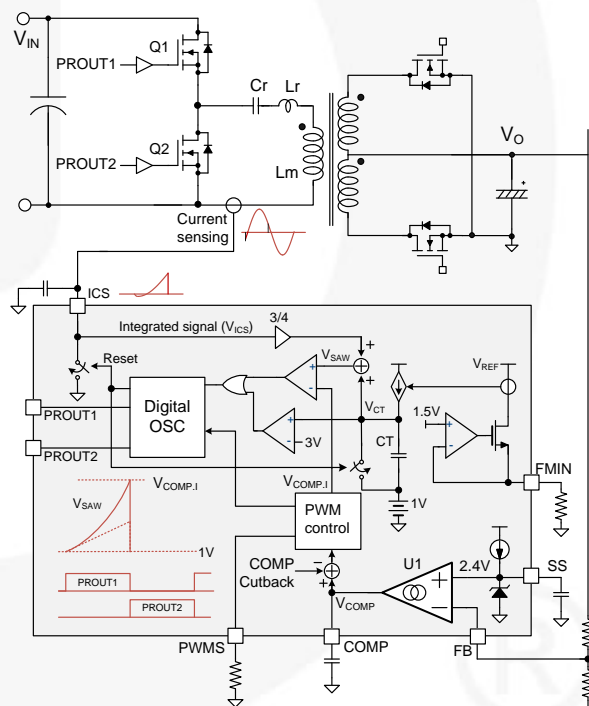 VIN
PROUT1
Q1
Cr
Lr
PROUT2
Q2
Lm
VO
+
Current
sensing
ICS
3/4
Integrated signal (VICS)
+
Reset
VSAW
+
-
+
VREF
PROUT1
Digital
OSC
VCT
1.5V
+
-
+
-
3V
CT
PROUT2
FMIN
VCOMP.I
VCOMP.I
1V
VSAW
PWM
control
1V
COMP
Cutback
−
+
U1
2.4V
SS
PROUT1
PROUT2
VCOMP
+
−
PWMS
COMP
FB
R